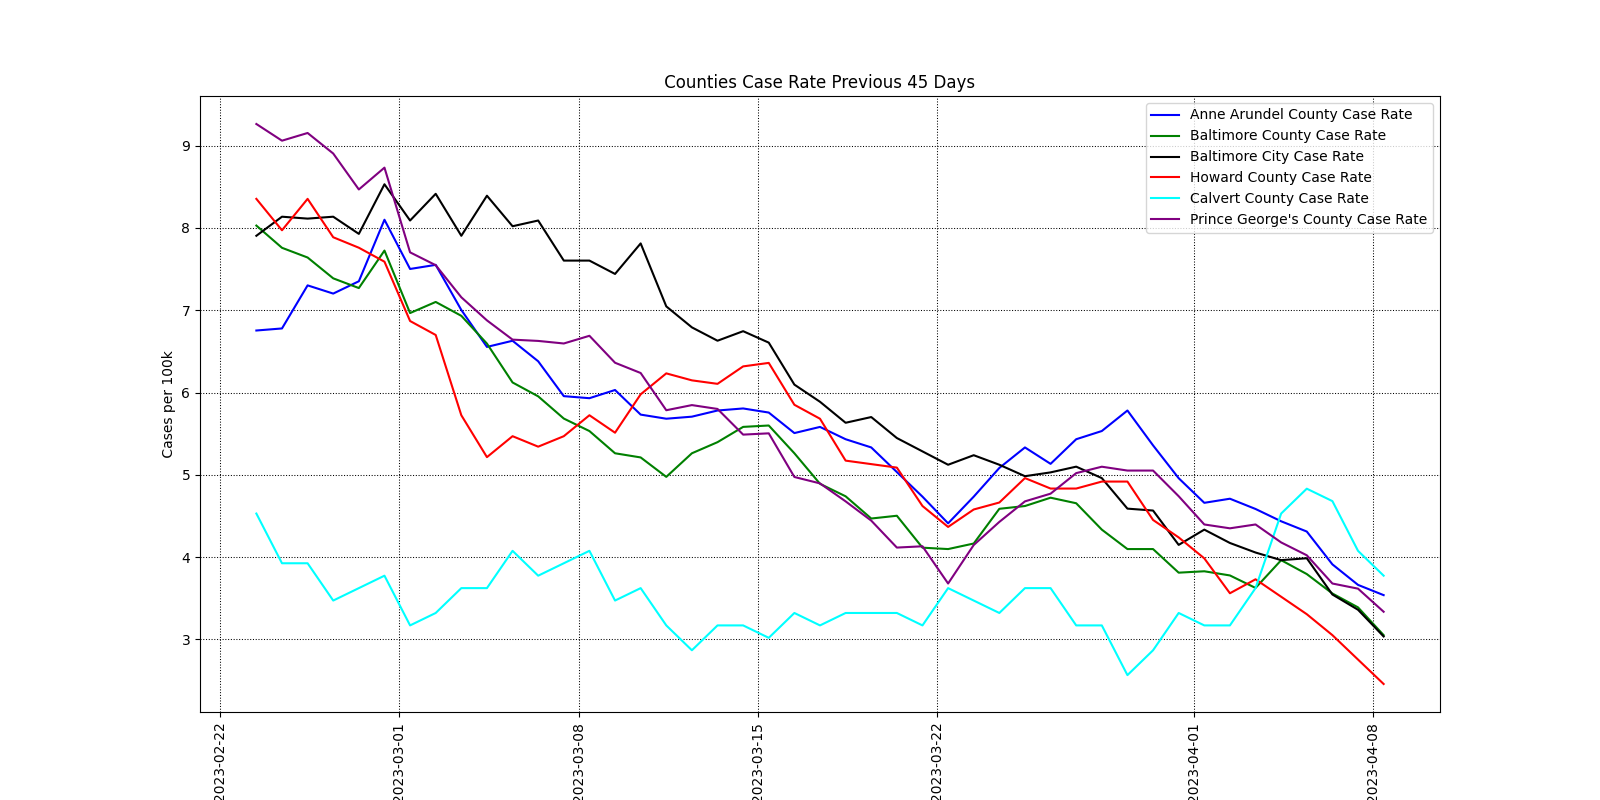 Counties Case Rate Previous 45 Days
Anne Arundel County Case Rate
Baltimore County Case Rate
Baltimore City Case Rate
Howard County Case Rate
Calvert County Case Rate
Prince George's County Case Rate
Cases per 100k
9
8
7
6
5
4
3
2023-02-22
2023-03-01
2023-03-08
2023-03-15
2023-03-22
2023-04-01
2023-04-08